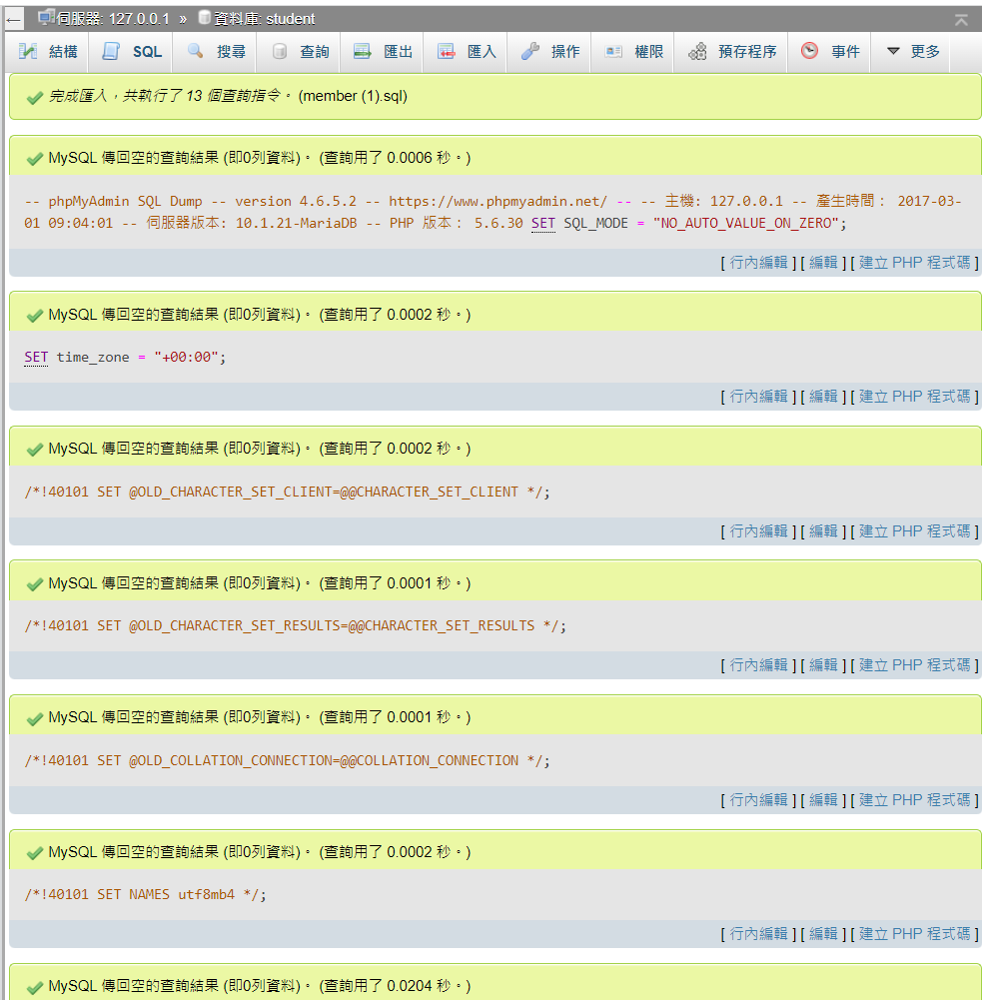 伺服器: 127.0.0.1 » 資料庫: student
結構 SQL 搜尋 查詢 匯出 匯入 操作 權限 預存程序 事件 更多
完成匯入，共執行了 13 個查詢指令。 (member (1).sql)
MySQL 傳回空的查詢結果 (即0列資料)。 (查詢用了 0.0006 秒。)
-- phpMyAdmin SQL Dump -- version 4.6.5.2 -- https://www.phpmyadmin.net/ -- -- 主機: 127.0.0.1 -- 產生時間： 2017-03-
01 09:04:01 -- 伺服器版本: 10.1.21-MariaDB -- PHP 版本： 5.6.30 SET SQL_MODE = "NO_AUTO_VALUE_ON_ZERO";
[ 行內編輯 ] [ 編輯 ] [ 建立 PHP 程式碼 ]
MySQL 傳回空的查詢結果 (即0列資料)。 (查詢用了 0.0002 秒。)
SET time_zone = "+00:00";
[ 行內編輯 ] [ 編輯 ] [ 建立 PHP 程式碼 ]
MySQL 傳回空的查詢結果 (即0列資料)。 (查詢用了 0.0002 秒。)
/*!40101 SET @OLD_CHARACTER_SET_CLIENT=@@CHARACTER_SET_CLIENT */;
[ 行內編輯 ] [ 編輯 ] [ 建立 PHP 程式碼 ]
MySQL 傳回空的查詢結果 (即0列資料)。 (查詢用了 0.0001 秒。)
/*!40101 SET @OLD_CHARACTER_SET_RESULTS=@@CHARACTER_SET_RESULTS */;
[ 行內編輯 ] [ 編輯 ] [ 建立 PHP 程式碼 ]
MySQL 傳回空的查詢結果 (即0列資料)。 (查詢用了 0.0001 秒。)
/*!40101 SET @OLD_COLLATION_CONNECTION=@@COLLATION_CONNECTION */;
[ 行內編輯 ] [ 編輯 ] [ 建立 PHP 程式碼 ]
MySQL 傳回空的查詢結果 (即0列資料)。 (查詢用了 0.0002 秒。)
/*!40101 SET NAMES utf8mb4 */;
[ 行內編輯 ] [ 編輯 ] [ 建立 PHP 程式碼 ]
MySQL 傳回空的查詢結果 (即0列資料)。 (查詢用了 0.0204 秒。)